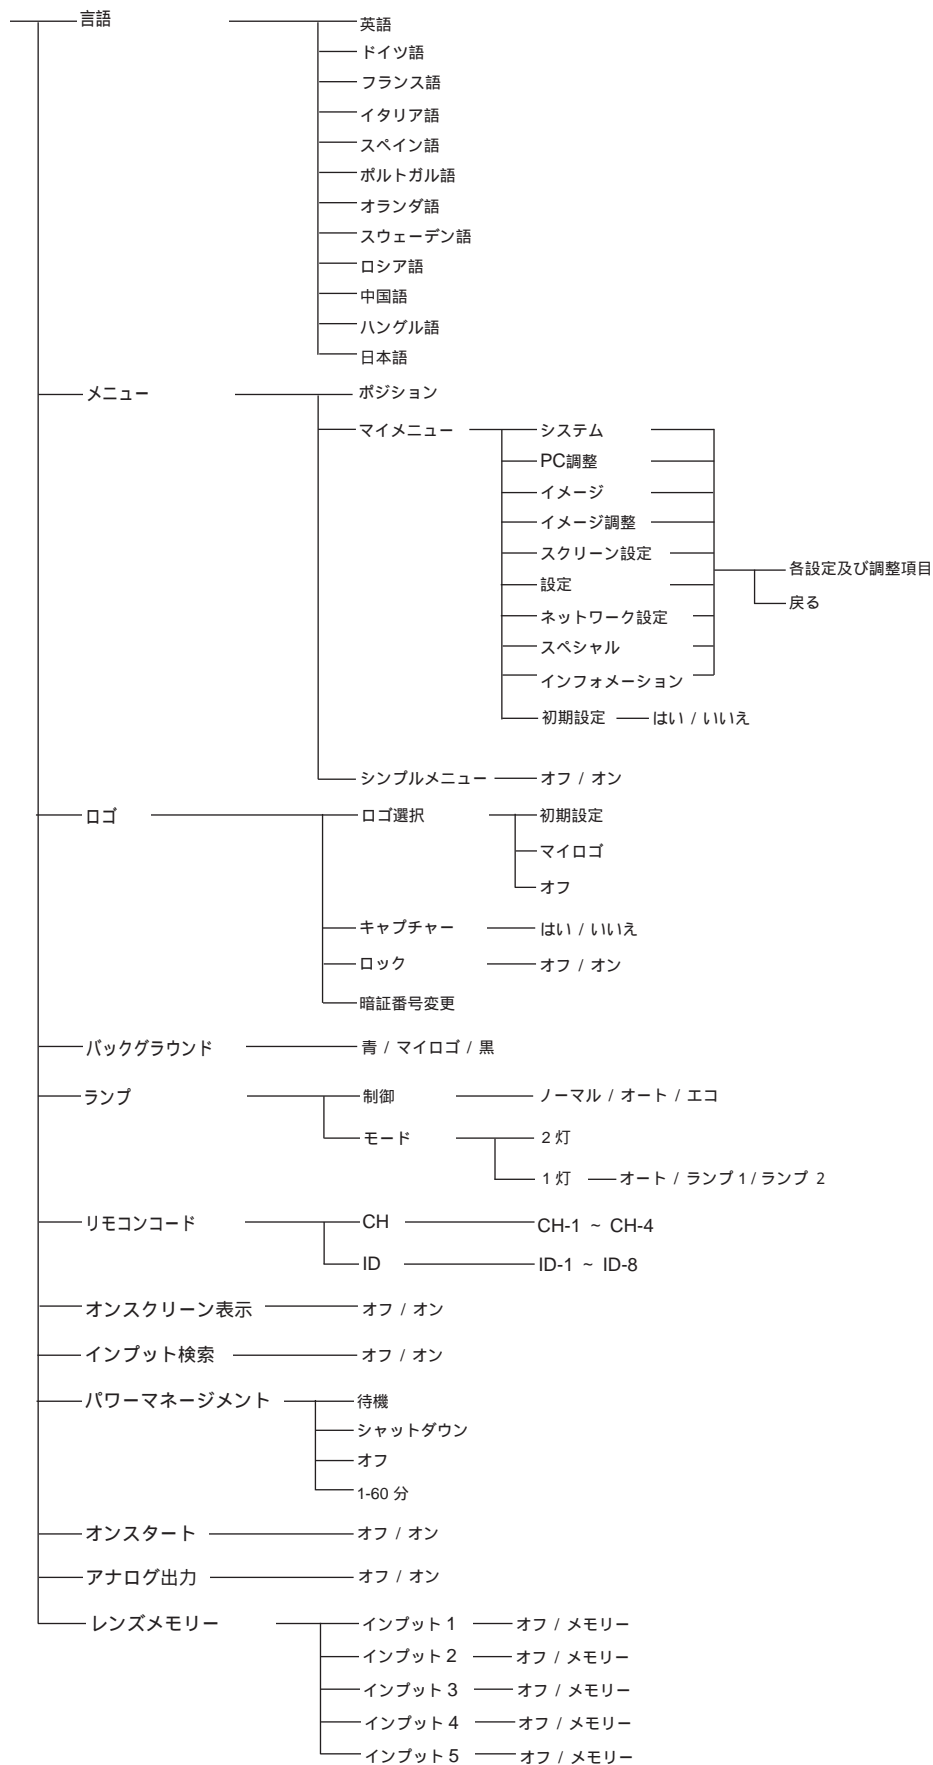 言語 英語
ドイツ語
フランス語
イタリア語
スペイン語
ポルトガル語
オランダ語
スウェーデン語
ロシア語
中国語
ハングル語
日本語
メニュー ポジション
マイメニュー システム
PC調整
イメージ
イメージ調整
スクリーン設定
各設定及び調整項目
設定
戻る
ネットワーク設定
スペシャル
インフォメーション
初期設定 はい / いいえ
シンプルメニュー オフ / オン
ロゴ ロゴ選択 初期設定
マイロゴ
オフ
キャプチャー はい / いいえ
ロック オフ / オン
暗証番号変更
バックグラウンド 青 / マイロゴ / 黒
ランプ 制御 ノーマル / オート / エコ
モード 2 灯
1 灯 オート / ランプ 1 / ランプ 2
リモコンコード CH CH-1 ~ CH-4
ID ID-1 ~ ID-8
オンスクリーン表示 オフ / オン
インプット検索 オフ / オン
パワーマネージメント 待機
シャットダウン
オフ
1-60 分
オンスタート オフ / オン
アナログ出力 オフ / オン
レンズメモリー インプット 1 オフ / メモリー
インプット 2 オフ / メモリー
インプット 3 オフ / メモリー
インプット 4 オフ / メモリー
インプット 5 オフ / メモリー